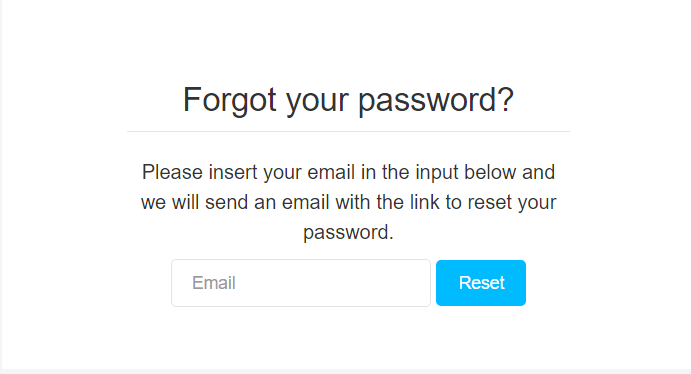 Forgot your password?
Please insert your email in the input below and
we will send an email with the link to reset your
password.
Email
Reset